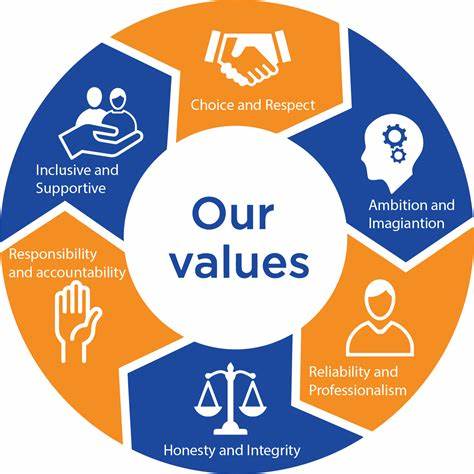 Our
values
Choice and Respect
Ambition and
Imagiantion
Reliability and
Professionalism
Honesty and Integrity
Responsibility
and accountability
Inclusive and
Supportive